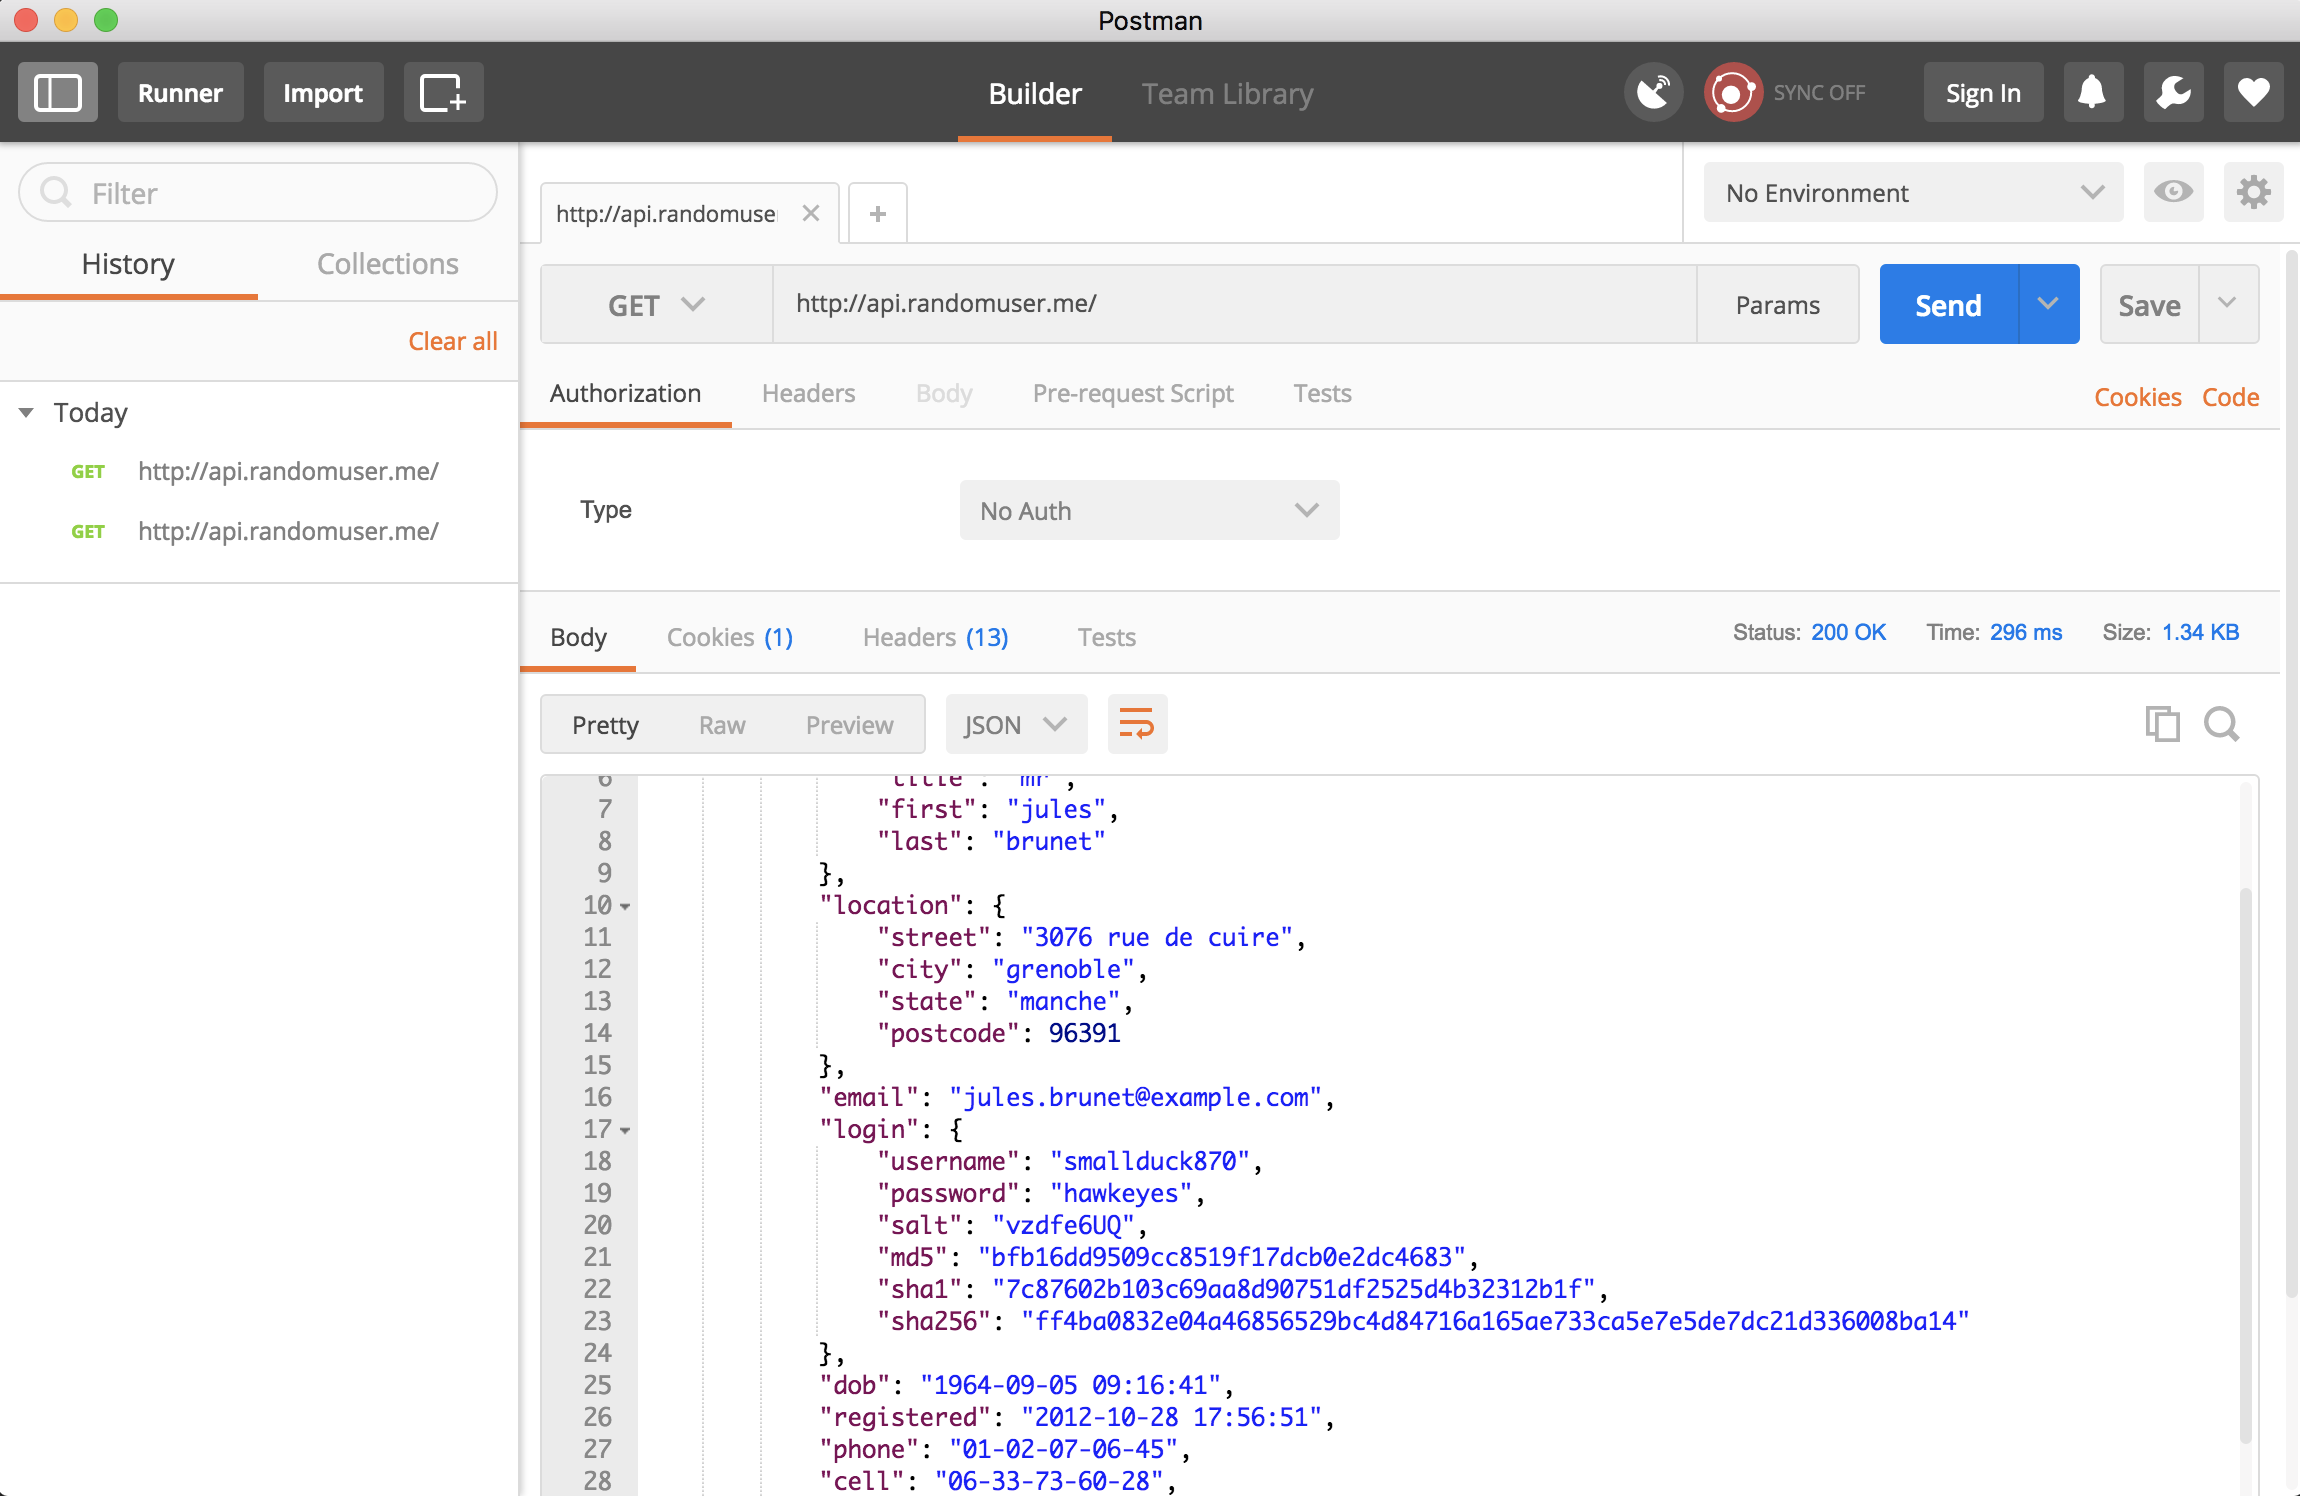 Postman
Runner Import Builder Team Library SYNC OFF Sign In
Filter
History Collections
Clear all
Today
GET http://api.randomuser.me/
GET http://api.randomuser.me/
http://api.randomuse + No Environment
GET http://api.randomuser.me/ Params Send Save
Authorization Headers Body Pre-request Script Tests Cookies Code
Type No Auth
Body Cookies (1) Headers (13) Tests Status: 200 OK Time: 296 ms Size: 1.34 KB
Pretty Raw Preview JSON
6 "title": "mr",
7 "first": "jules",
8 "last": "brunet"
9 },
10 "location": {
11 "street": "3076 rue de cuire",
12 "city": "grenoble",
13 "state": "manche",
14 "postcode": 96391
15 },
16 "email": "jules.brunet@example.com",
17 "login": {
18 "username": "smallduck870",
19 "password": "hawkeyes",
20 "salt": "vzdfe6UQ",
21 "md5": "bfb16dd9509cc8519f17dcb0e2dc4683",
22 "sha1": "7c87602b103c69aa8d90751df2525d4b32312b1f",
23 "sha256": "ff4ba0832e04a46856529bc4d84716a165ae733ca5e7e5de7dc21d336008ba14"
24 },
25 "dob": "1964-09-05 09:16:41",
26 "registered": "2012-10-28 17:56:51",
27 "phone": "01-02-07-06-45",
28 "cell": "06-33-73-60-28",